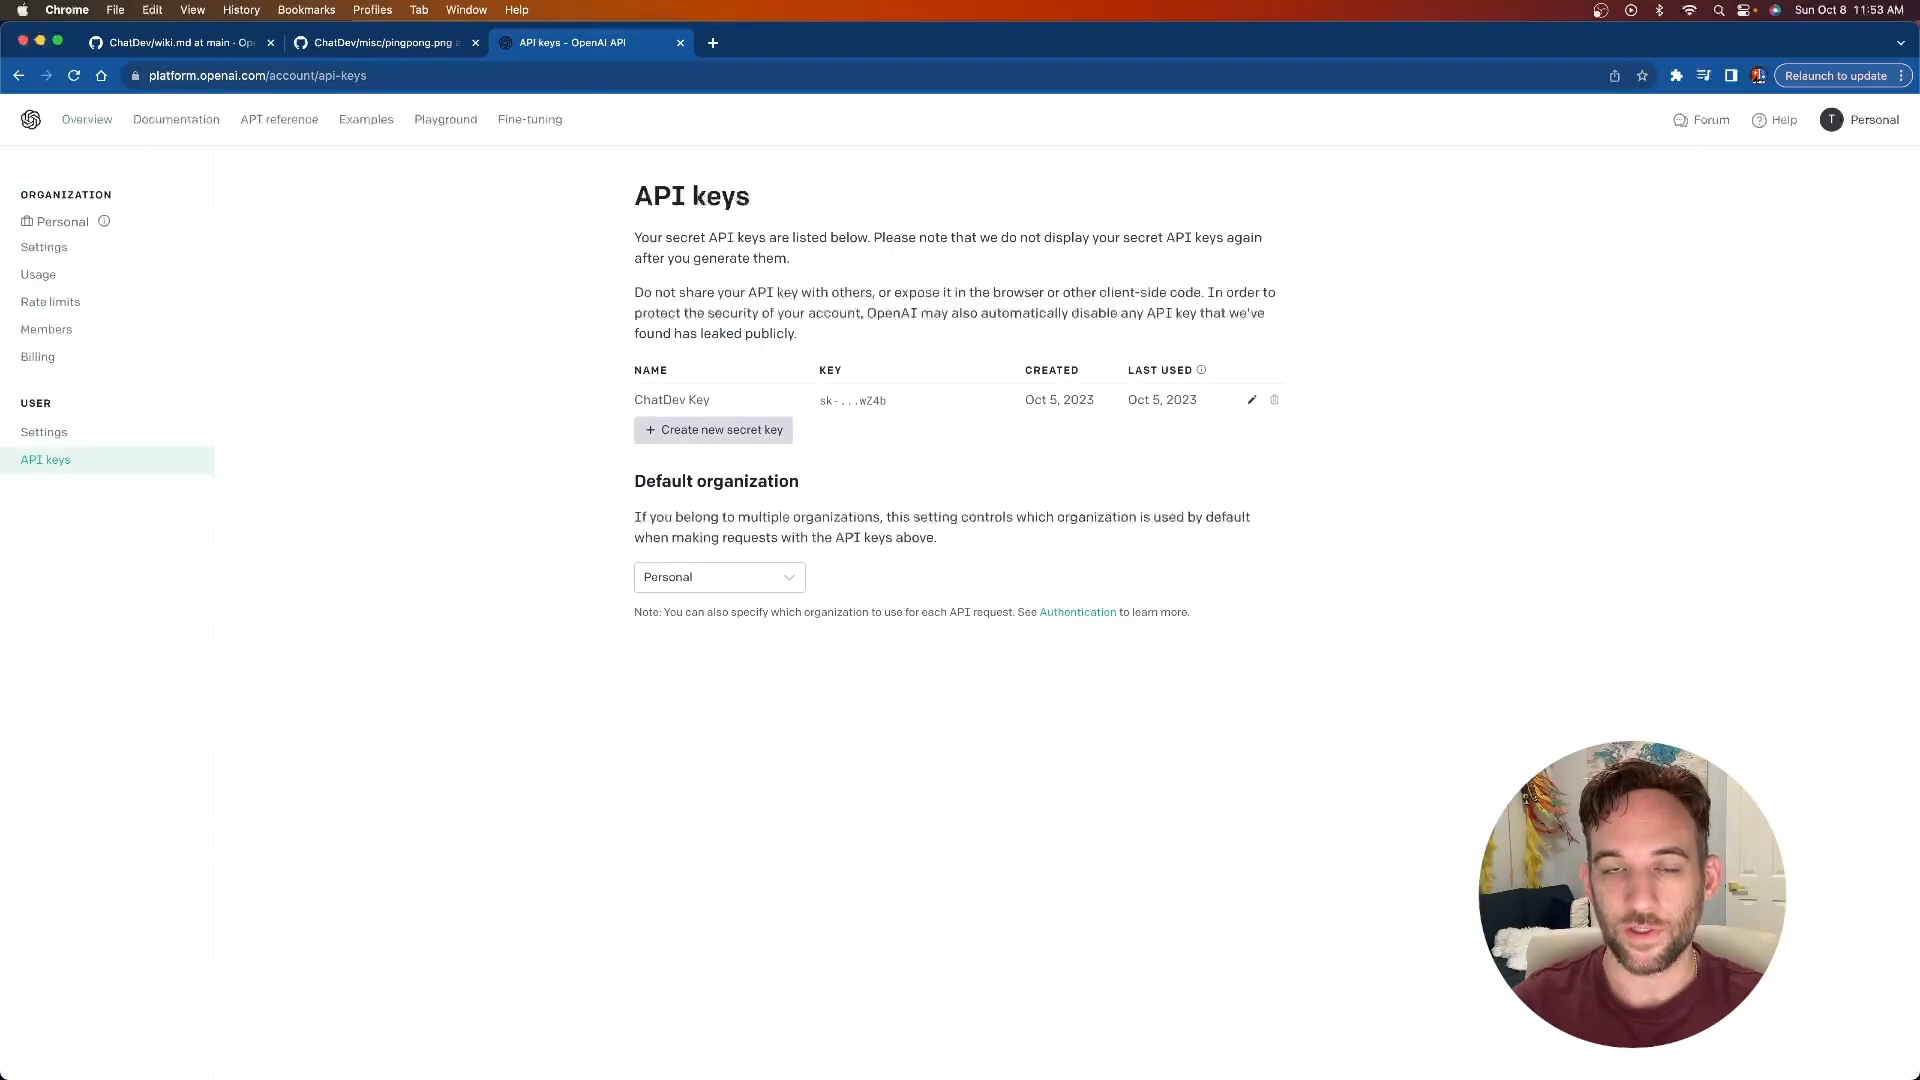 Chrome File Edit View History Bookmarks Profiles Tab Window Help Sun Oct 8 11:53 AM
ChatDev/wiki.md at main · Op ChatDev/misc/pingpong.png API keys - OpenAI API
platform.openai.com/account/api-keys Relaunch to update
Overview Documentation API reference Examples Playground Fine-tuning Forum Help T Personal
ORGANIZATION
Personal
Settings
Usage
Rate limits
Members
Billing
USER
Settings
API keys
API keys
Your secret API keys are listed below. Please note that we do not display your secret API keys again
after you generate them.
Do not share your API key with others, or expose it in the browser or other client-side code. In order to
protect the security of your account, OpenAI may also automatically disable any API key that we've
found has leaked publicly.
NAME KEY CREATED LAST USED
ChatDev Key sk-...wZ4b Oct 5, 2023 Oct 5, 2023
+ Create new secret key
Default organization
If you belong to multiple organizations, this setting controls which organization is used by default
when making requests with the API keys above.
Personal
Note: You can also specify which organization to use for each API request. See Authentication to learn more.